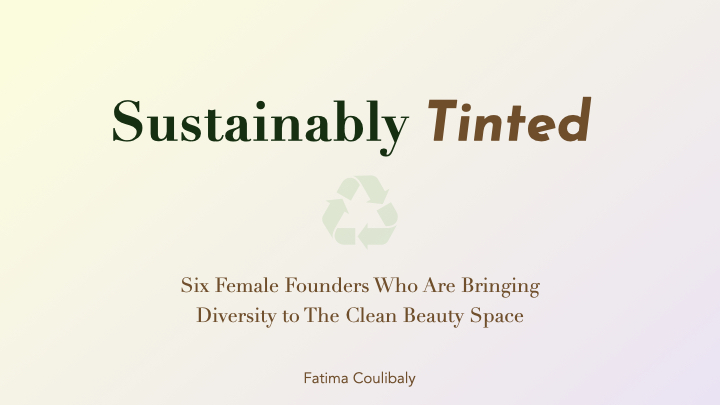 Sustainably Tinted
Six Female Founders Who Are Bringing
Diversity to The Clean Beauty Space
Fatima Coulibaly